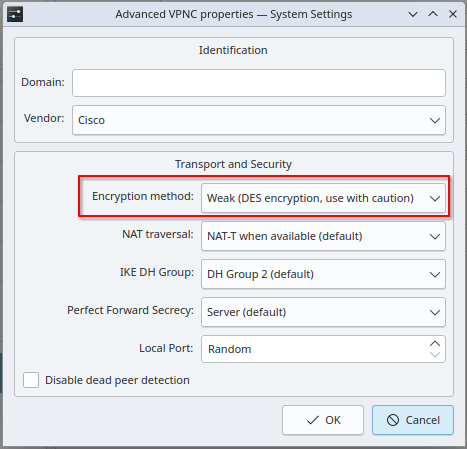 Advanced VPNC properties — System Settings
Identification
Domain:
Vendor: Cisco
Transport and Security
Encryption method: Weak (DES encryption, use with caution)
NAT traversal: NAT-T when available (default)
IKE DH Group: DH Group 2 (default)
Perfect Forward Secrecy: Server (default)
Local Port: Random
Disable dead peer detection
OK Cancel